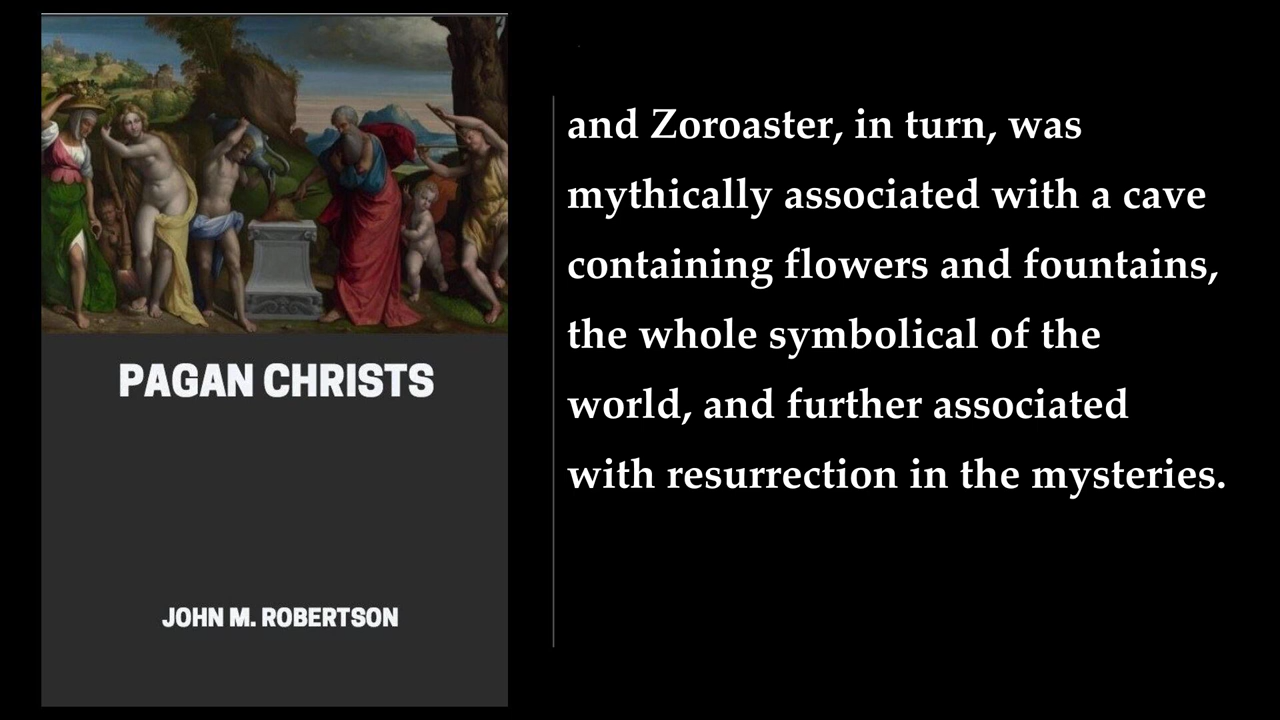 PAGAN CHRISTS
JOHN M. ROBERTSON
and Zoroaster, in turn, was
mythically associated with a cave
containing flowers and fountains,
the whole symbolical of the
world, and further associated
with resurrection in the mysteries.